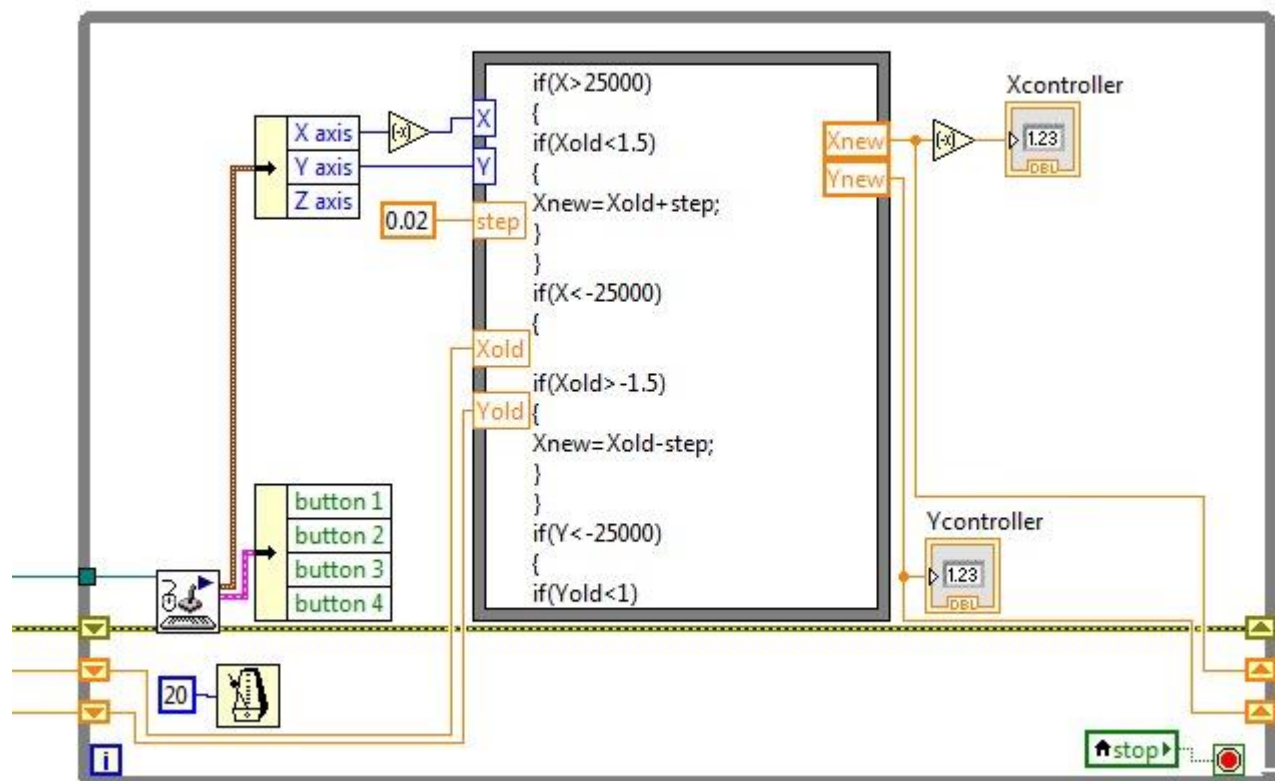 Xcontroller
X axis
Y axis
Z axis
[-x]
X
Y
0.02
step
Xold
Yold
if(X>25000)
{
if(Xold<1.5)
{
Xnew=Xold+step;
}
}
if(X<-25000)
{
if(Xold>-1.5)
{
Xnew=Xold-step;
}
}
if(Y<-25000)
{
if(Yold<1)
Xnew
Ynew
[-x]
1.23
DBL
button 1
button 2
button 3
button 4
Ycontroller
1.23
DBL
20
i
stop